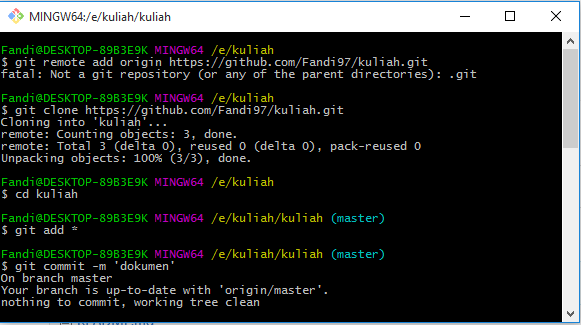 MINGW64:/e/kuliah/kuliah
Fandi@DESKTOP-89B3E9K MINGW64 /e/kuliah
$ git remote add origin https://github.com/Fandi97/kuliah.git
fatal: Not a git repository (or any of the parent directories): .git
Fandi@DESKTOP-89B3E9K MINGW64 /e/kuliah
$ git clone https://github.com/Fandi97/kuliah.git
Cloning into 'kuliah'...
remote: Counting objects: 3, done.
remote: Total 3 (delta 0), reused 0 (delta 0), pack-reused 0
Unpacking objects: 100% (3/3), done.
Fandi@DESKTOP-89B3E9K MINGW64 /e/kuliah
$ cd kuliah
Fandi@DESKTOP-89B3E9K MINGW64 /e/kuliah/kuliah (master)
$ git add *
Fandi@DESKTOP-89B3E9K MINGW64 /e/kuliah/kuliah (master)
$ git commit -m 'dokumen'
On branch master
Your branch is up-to-date with 'origin/master'.
nothing to commit, working tree clean